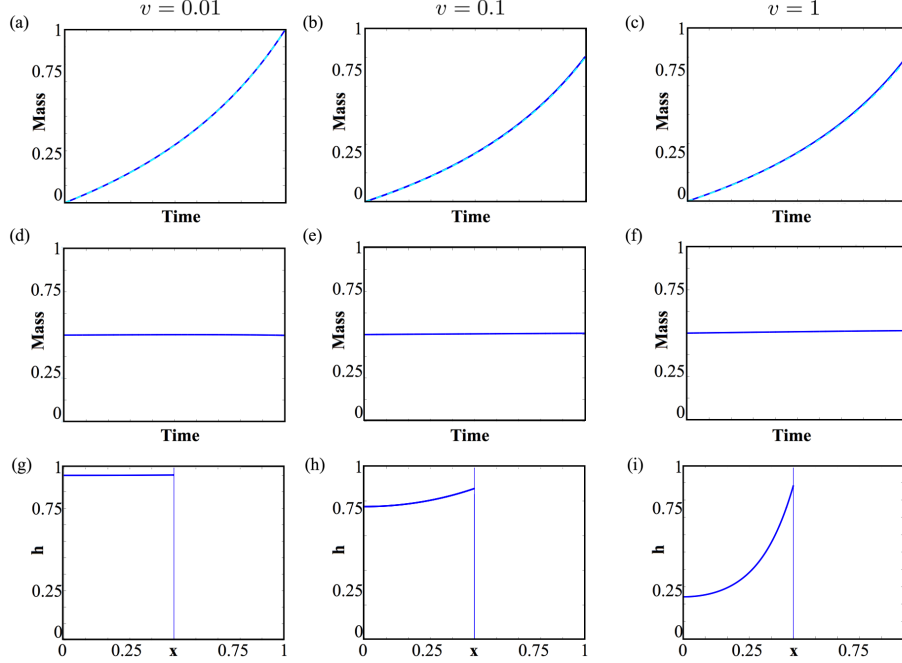 v = 0.01
v = 0.1
v = 1
(a)
(b)
(c)
1
0.75
0.25
0
Mass
Time
1
0.75
0.25
0
Mass
Time
1
0.75
0.25
0
Mass
Time
(d)
(e)
(f)
1
0.75
0.25
0
Mass
Time
1
0.75
0.25
0
Mass
Time
1
0.75
0.25
0
Mass
Time
(g)
(h)
(i)
1
0.75
0.25
0
h
0 0.25 x 0.75 1
1
0.75
0.25
0
h
0 0.25 x 0.75 1
1
0.75
0.25
0
h
0 0.25 x 0.75